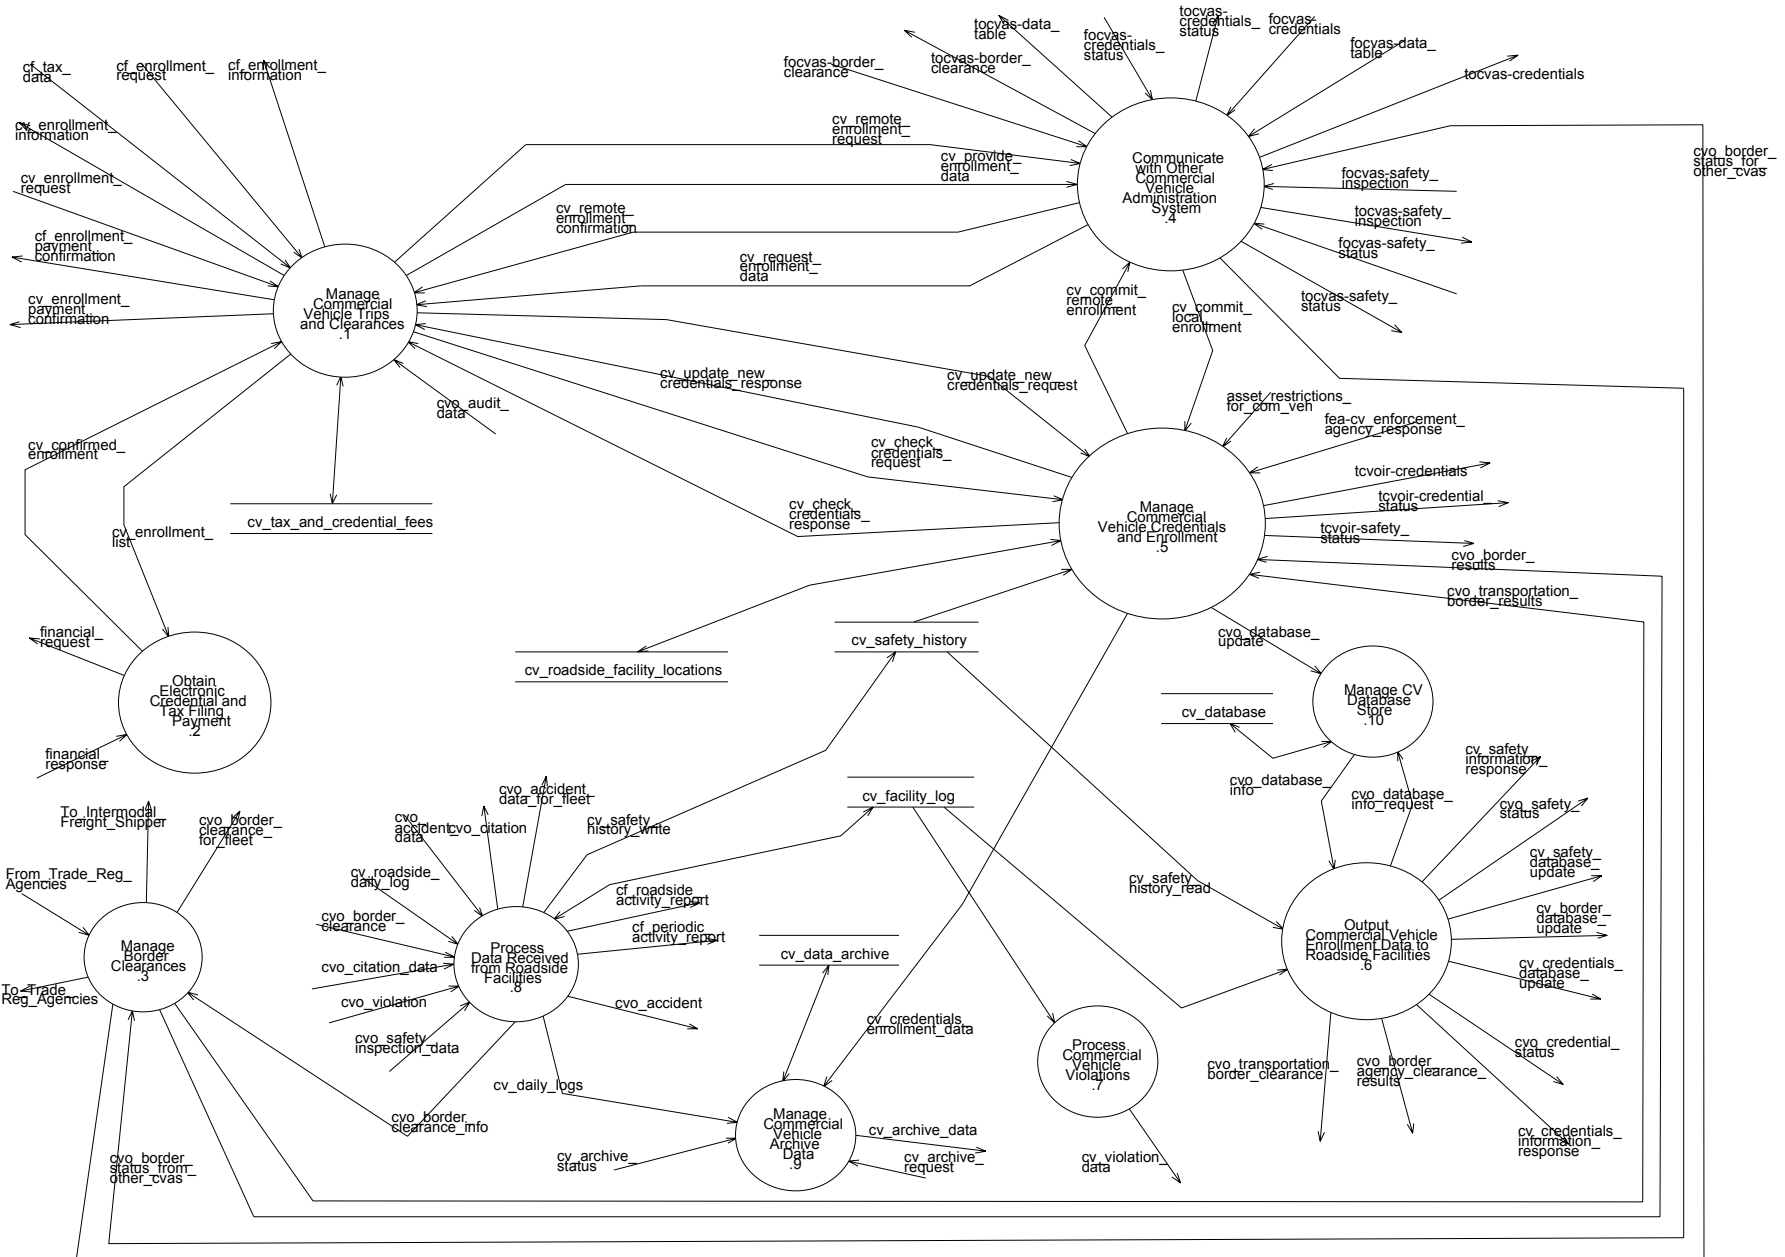 tocvas-data_
table
focvas-
credentials_
status
tocvas-
credentials_
status
focvas-
credentials
focvas-data_
table
tocvas-credentials
focvas-border_
clearance
tocvas-border_
clearance
cf_tax_
data
cf_enrollment_
request
cf_enrollment_
information
cv_enrollment_
information
cv_enrollment_
request
cf_enrollment_
payment_
confirmation
cv_enrollment_
payment_
confirmation
cv_remote_
enrollment_
request
cv_provide_
enrollment_
data
cv_remote_
enrollment_
confirmation
cv_request_
enrollment_
data
Communicate
with Other
Commercial
Vehicle
Administration
System
.4
cvo_border_
status_for_
other_cvas
focvas-safety_
inspection
tocvas-safety_
inspection
focvas-safety_
status
tocvas-safety_
status
Manage
Commercial
Vehicle Trips
and Clearances
.1
cv_commit_
remote_
enrollment
cv_commit_
local_
enrollment
cv_update_new_
credentials_response
cv_update_new_
credentials_request
cvo_audit_
data
cv_check_
credentials_
request
cv_check_
credentials_
response
asset_restrictions_
for_com_veh
fea-cv_enforcement_
agency_response
tcvoir-credentials
tcvoir-credential_
status
tcvoir-safety_
status
cvo_border_
results
cvo_transportation_
border_results
cv_confirmed_
enrollment
cv_enrollment_
list
cv_tax_and_credential_fees
Manage
Commercial
Vehicle Credentials
and Enrollment
.5
financial_
request
Obtain
Electronic
Credential and
Tax Filing
Payment
.2
financial_
response
cv_roadside_facility_locations
cv_safety_history
cvo_database_
update
Manage CV
Database
Store
.10
cv_database
cvo_database_
info
cvo_database_
info_request
cv_safety_
information_
response
cvo_safety_
status
cv_safety_
database_
update
cv_border_
database_
update
cv_credentials_
database_
update
cvo_credential_
status
cv_credentials_
information_
response
cvo_border_
agency_clearance_
results
cvo_transportation_
border_clearance
Output
Commercial Vehicle
Enrollment Data to
Roadside Facilities
.6
cv_safety_
history_read
cv_facility_log
To_Intermodal_
Freight_Shipper
cvo_border_
clearance_
for_fleet
From_Trade_Reg_
Agencies
Manage
Border
Clearances
.3
To_Trade_
Reg_Agencies
cvo_border_
status_from_
other_cvas
cvo_
accident_
data
cvo_citation
cvo_accident_
data_for_fleet
cv_safety_
history_write
cv_roadside_
daily_log
cvo_border_
clearance
cvo_citation_data
cvo_violation
cvo_safety_
inspection_data
Process
Data Received
from Roadside
Facilities
.8
cf_roadside_
activity_report
cf_periodic_
activity_report
cvo_accident
cv_daily_logs
cvo_border_
clearance_info
cv_data_archive
cv_credentials_
enrollment_data
Manage
Commercial
Vehicle
Archive
Data
.9
cv_archive_
status
cv_archive_data
cv_archive_
request
Process
Commercial
Vehicle
Violations
.7
cv_violation_
data